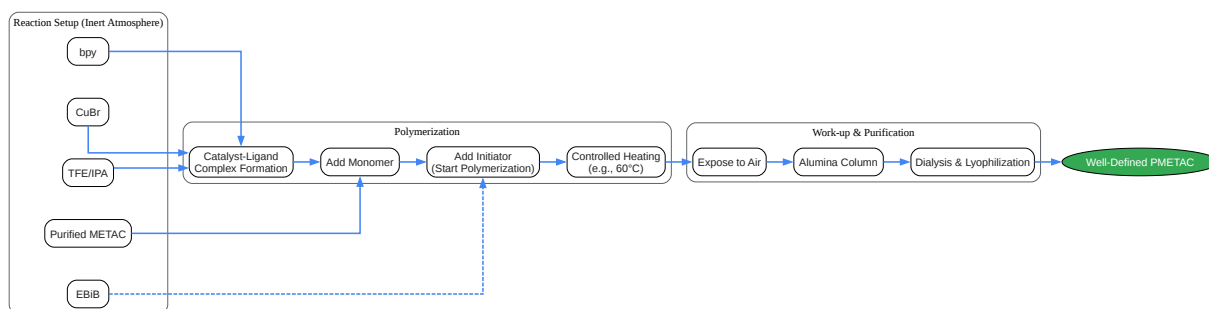 Reaction Setup (Inert Atmosphere)
bpy
CuBr
TFE/IPA
Purified METAC
EBiB
Polymerization
Catalyst-Ligand
Complex Formation
Add Monomer
Add Initiator
(Start Polymerization)
Controlled Heating
(e.g., 60°C)
Work-up & Purification
Expose to Air
Alumina Column
Dialysis & Lyophilization
Well-Defined PMETAC